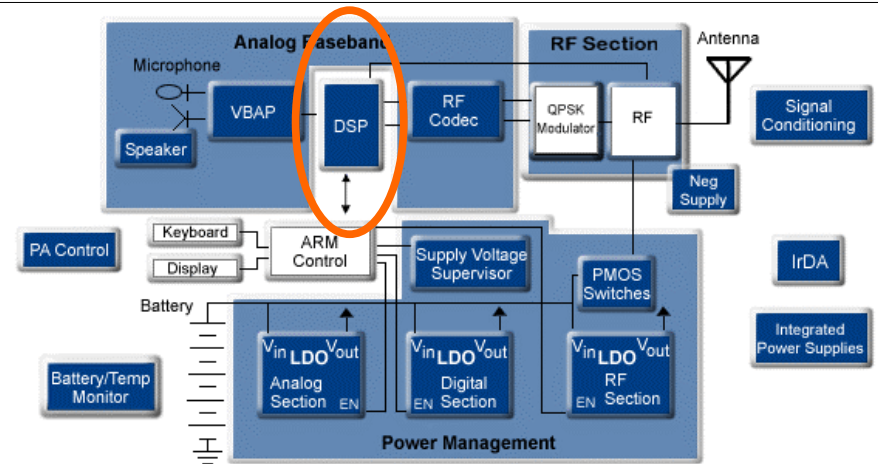 Analog Baseband
RF Section
Antenna
Microphone
VBAP
DSP
RF
Codec
QPSK
Modulator
RF
Signal
Conditioning
Speaker
Neg
Supply
Keyboard
Display
ARM
Control
PA Control
Supply Voltage
Supervisor
PMOS
Switches
IrDA
Battery
Vin LDO Vout
Analog
Section EN
Vin LDO Vout
Digital
EN Section
Vin LDO Vout
RF
EN Section
Integrated
Power Supplies
Battery/Temp
Monitor
Power Management